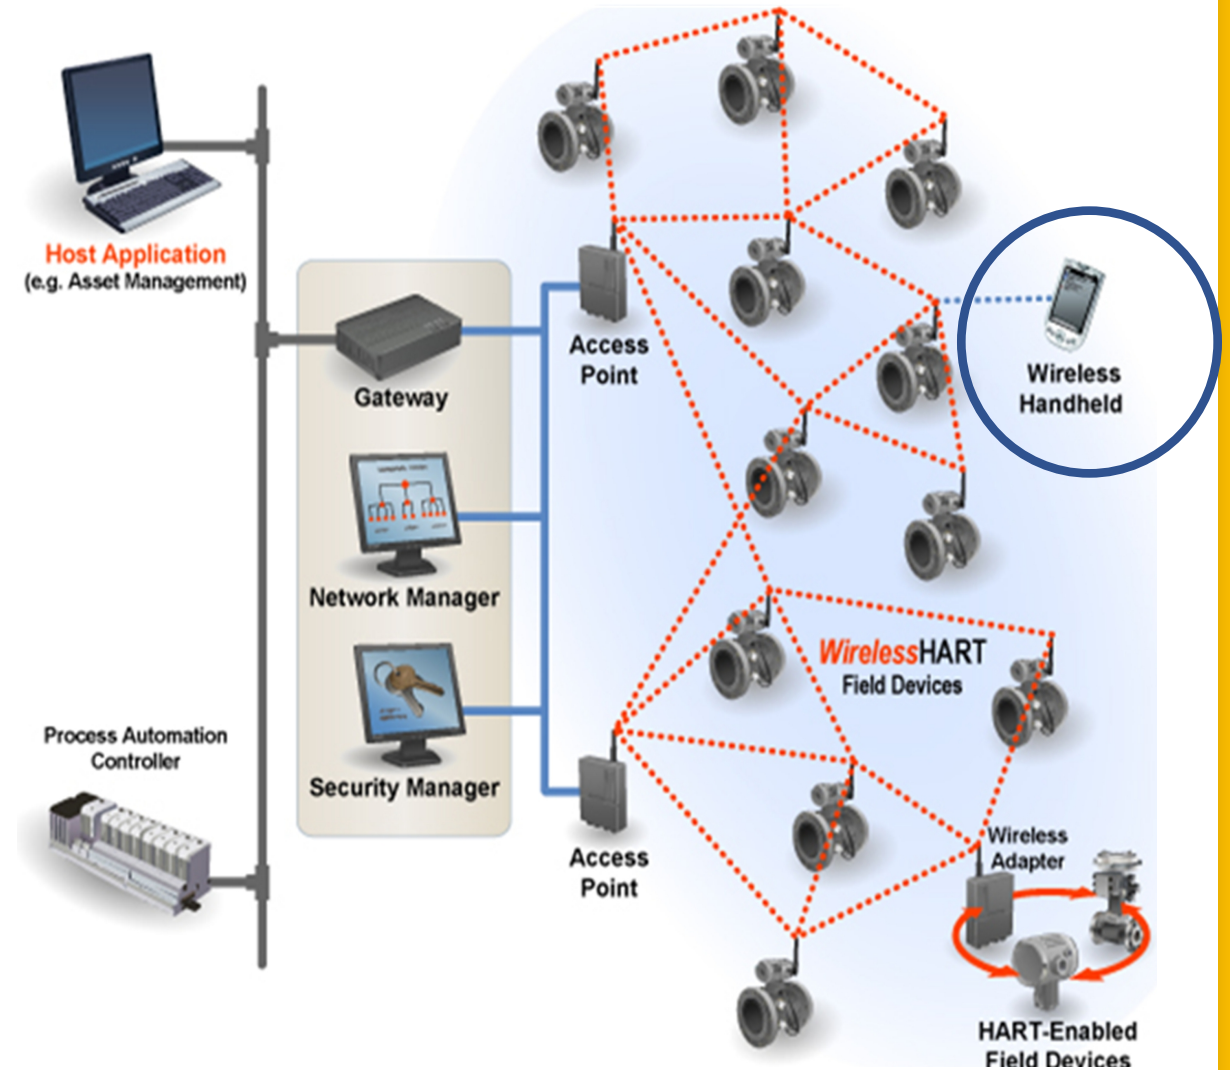 Host Application
(e.g. Asset Management)
Gateway
Network Manager
Security Manager
Process Automation
Controller
Access
Point
Access
Point
Wireless
Handheld
WirelessHART
Field Devices
Wireless
Adapter
HART-Enabled
Field Devices